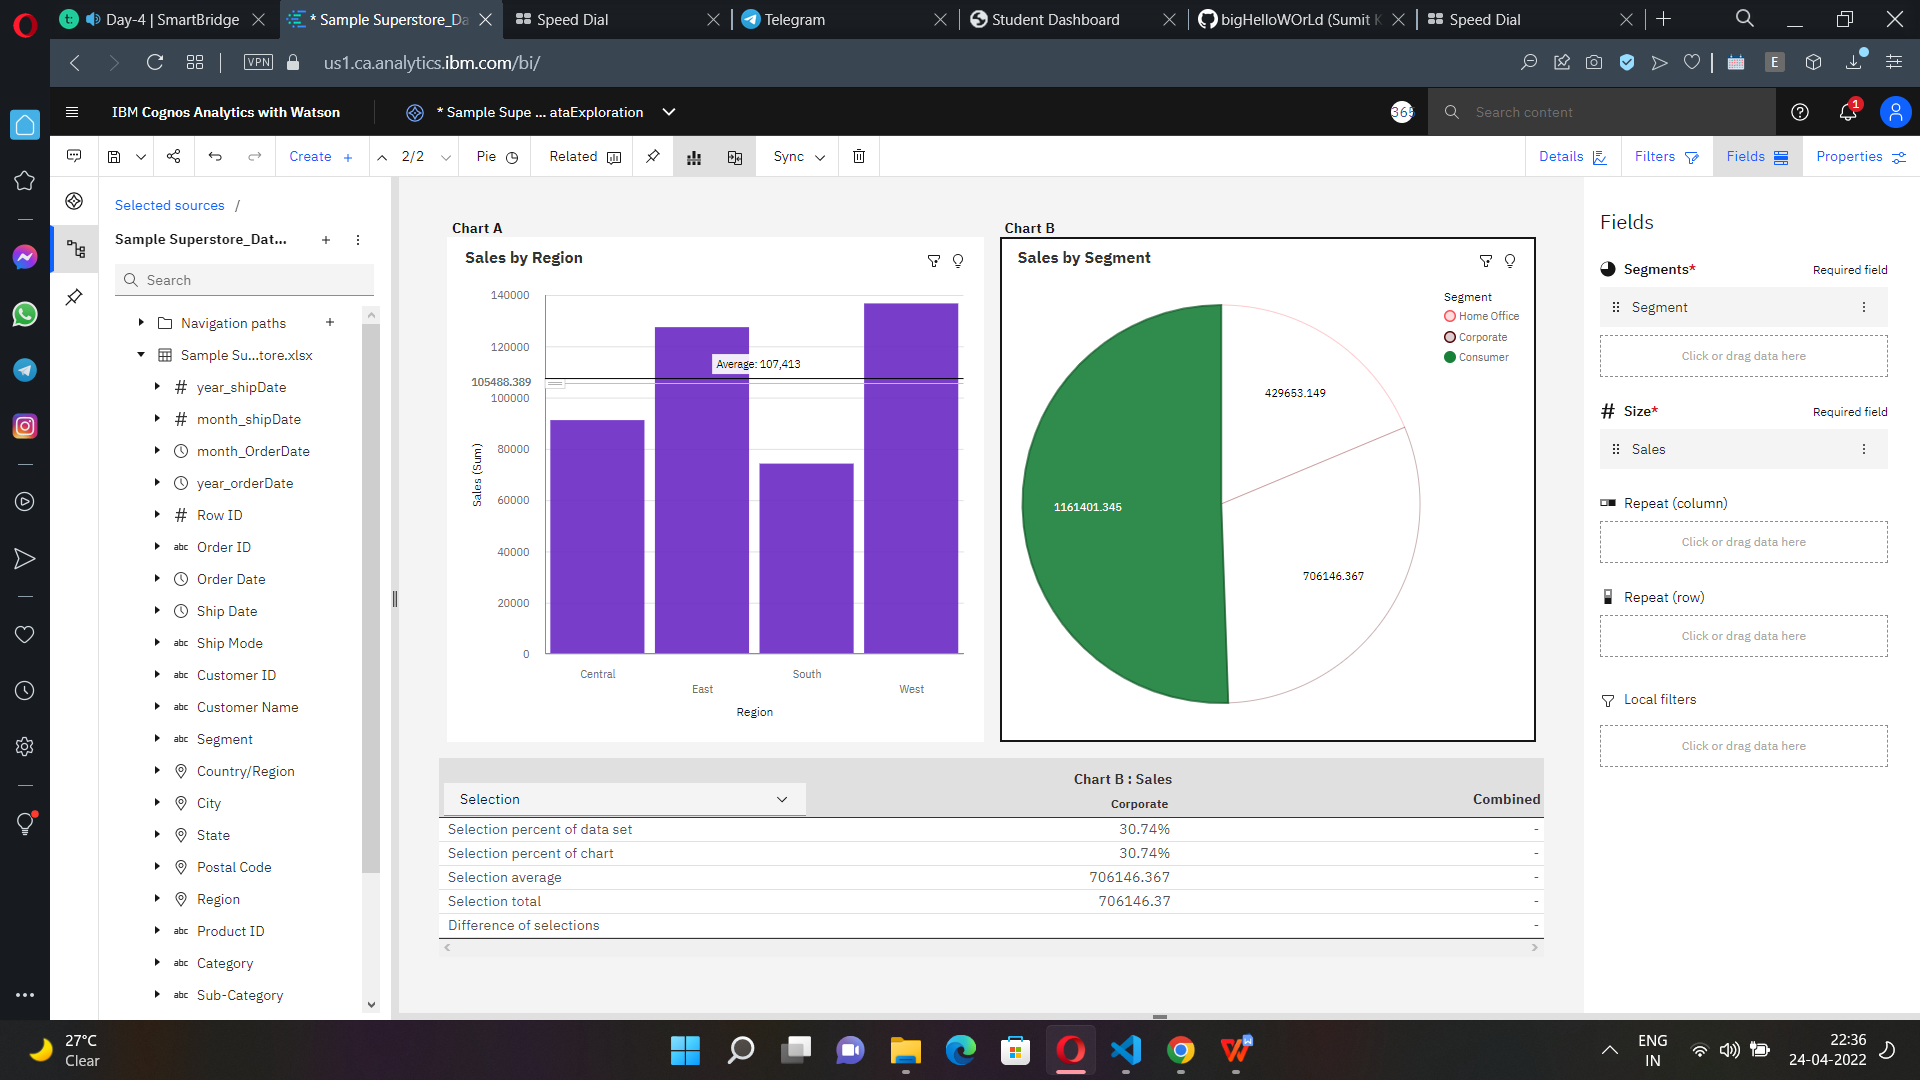 Day-4 | SmartBridge
* Sample Superstore_Da
Speed Dial
Telegram
Student Dashboard
bigHelloWOrLd (Sumit K
Speed Dial
VPN
us1.ca.analytics.ibm.com/bi/
E
IBM Cognos Analytics with Watson
* Sample Supe ... ataExploration
365
Search content
1
Create +
2/2
Pie
Related
Sync
Details
Filters
Fields
Properties
Selected sources /
Sample Superstore_Dat...
Search
Navigation paths
Sample Su...tore.xlsx
year_shipDate
month_shipDate
month_OrderDate
year_orderDate
Row ID
abc Order ID
Order Date
Ship Date
abc Ship Mode
abc Customer ID
abc Customer Name
abc Segment
Country/Region
City
State
Postal Code
Region
abc Product ID
abc Category
abc Sub-Category
Chart A
Sales by Region
140000
120000
105488.389
100000
80000
60000
40000
20000
0
Average: 107,413
Sales (Sum)
Central
East
South
West
Region
Chart B
Sales by Segment
Segment
Home Office
Corporate
Consumer
429653.149
1161401.345
706146.367
Selection
Chart B : Sales
Corporate
Combined
Selection percent of data set 30.74% -
Selection percent of chart 30.74% -
Selection average 706146.367 -
Selection total 706146.37 -
Difference of selections -
Fields
Segments* Required field
Segment
Click or drag data here
Size* Required field
Sales
Repeat (column)
Click or drag data here
Repeat (row)
Click or drag data here
Local filters
Click or drag data here
27°C
Clear
ENG
IN
22:36
24-04-2022